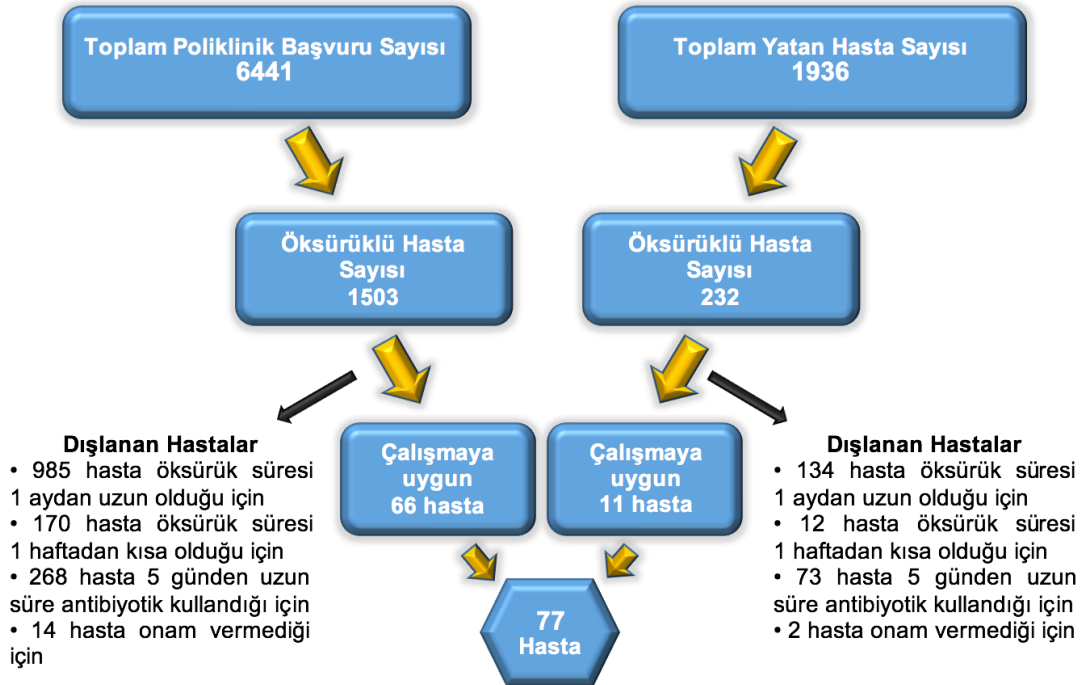 Toplam Poliklinik Başvuru Sayısı
6441
Toplam Yatan Hasta Sayısı
1936
Öksürüklü Hasta
Sayısı
1503
Öksürüklü Hasta
Sayısı
232
Dışlanan Hastalar
• 985 hasta öksürük süresi
1 aydan uzun olduğu için
• 170 hasta öksürük süresi
1 haftadan kısa olduğu için
• 268 hasta 5 günden uzun
süre antibiyotik kullandığı için
• 14 hasta onam vermediği
için
Çalışmaya
uygun
66 hasta
Çalışmaya
uygun
11 hasta
Dışlanan Hastalar
• 134 hasta öksürük süresi
1 aydan uzun olduğu için
• 12 hasta öksürük süresi
1 haftadan kısa olduğu için
• 73 hasta 5 günden uzun
süre antibiyotik kullandığı için
• 2 hasta onam vermediği için
77
Hasta